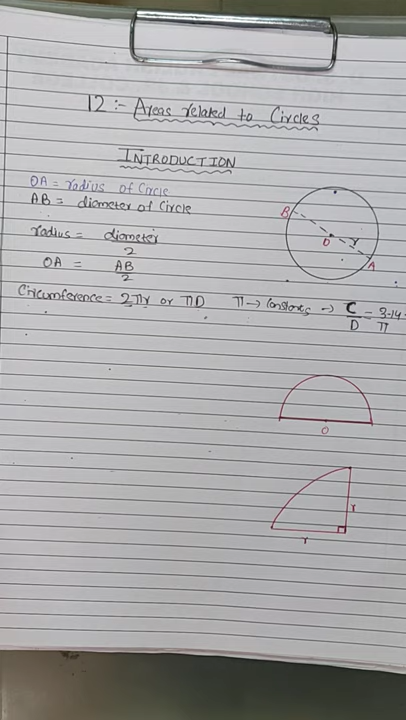 12:- Areas related to Circles
INTRODUCTION
OA = radius of Circle
AB = diameter of Circle
radius = diameter
2
OA = AB
2
B
O
r
A
Circumference = 2πr or πD π → constant → C = 3.14
D π
O
r
r